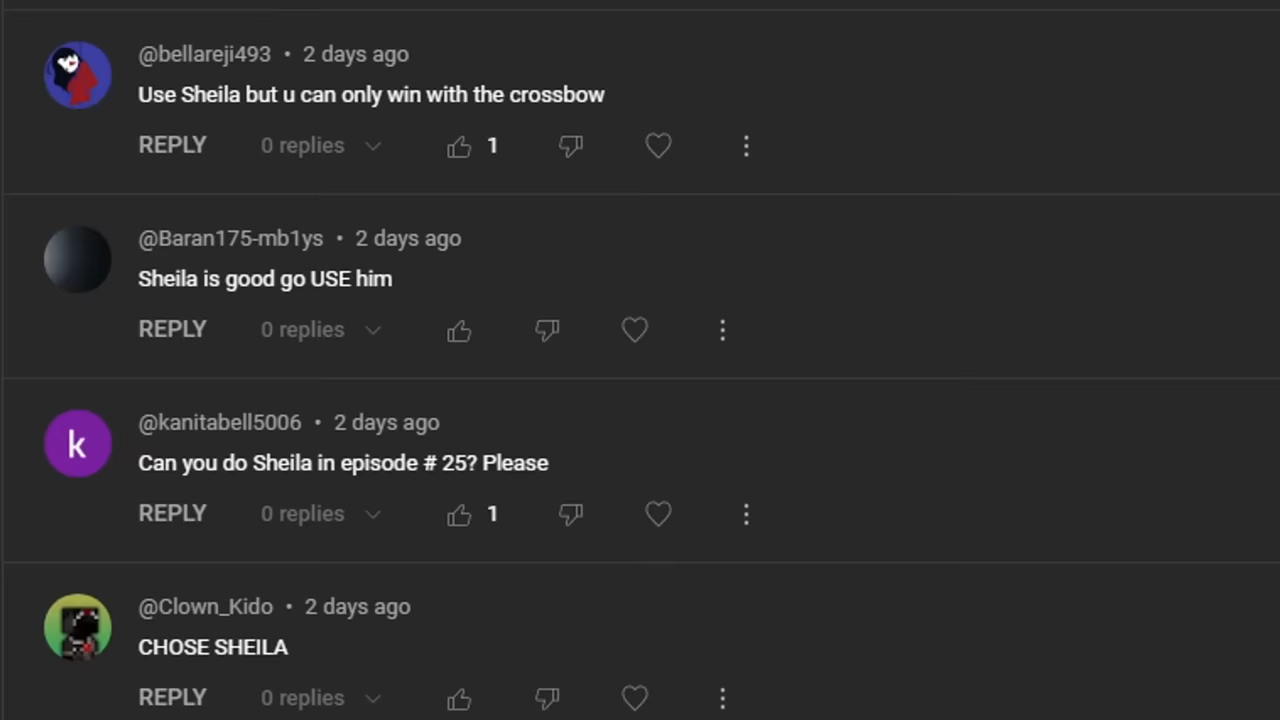 @bellareji493 • 2 days ago
Use Sheila but u can only win with the crossbow
REPLY 0 replies 1
@Baran175-mb1ys • 2 days ago
Sheila is good go USE him
REPLY 0 replies
k
@kanitabell5006 • 2 days ago
Can you do Sheila in episode # 25? Please
REPLY 0 replies 1
@Clown_Kido • 2 days ago
CHOSE SHEILA
REPLY 0 replies